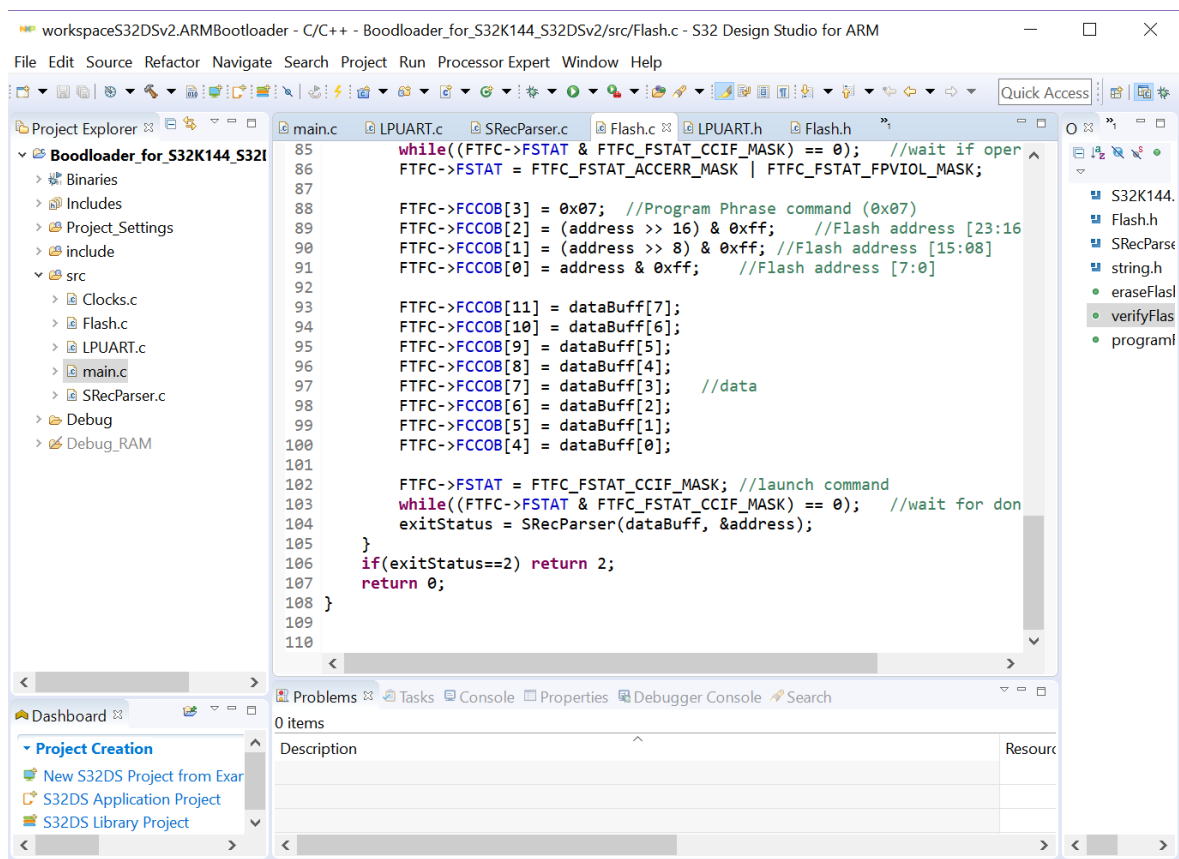 workspaceS32DSv2.ARMBootloader - C/C++ - Boodloader_for_S32K144_S32DSv2/src/Flash.c - S32 Design Studio for ARM
File Edit Source Refactor Navigate Search Project Run Processor Expert Window Help
Quick Access
Project Explorer
Boodloader_for_S32K144_S32D
Binaries
Includes
Project_Settings
include
src
Clocks.c
Flash.c
LPUART.c
main.c
SRecParser.c
Debug
Debug_RAM
main.c LPUART.c SRecParser.c Flash.c LPUART.h Flash.h »1
85 while((FTFC->FSTAT & FTFC_FSTAT_CCIF_MASK) == 0); //wait if oper
86 FTFC->FSTAT = FTFC_FSTAT_ACCERR_MASK | FTFC_FSTAT_FPVIOL_MASK;
87
88 FTFC->FCCOB[3] = 0x07; //Program Phrase command (0x07)
89 FTFC->FCCOB[2] = (address >> 16) & 0xff; //Flash address [23:16
90 FTFC->FCCOB[1] = (address >> 8) & 0xff; //Flash address [15:08]
91 FTFC->FCCOB[0] = address & 0xff; //Flash address [7:0]
92
93 FTFC->FCCOB[11] = dataBuff[7];
94 FTFC->FCCOB[10] = dataBuff[6];
95 FTFC->FCCOB[9] = dataBuff[5];
96 FTFC->FCCOB[8] = dataBuff[4];
97 FTFC->FCCOB[7] = dataBuff[3]; //data
98 FTFC->FCCOB[6] = dataBuff[2];
99 FTFC->FCCOB[5] = dataBuff[1];
100 FTFC->FCCOB[4] = dataBuff[0];
101
102 FTFC->FSTAT = FTFC_FSTAT_CCIF_MASK; //launch command
103 while((FTFC->FSTAT & FTFC_FSTAT_CCIF_MASK) == 0); //wait for don
104 exitStatus = SRecParser(dataBuff, &address);
105 }
106 if(exitStatus==2) return 2;
107 return 0;
108 }
109
110
O »1
S32K144.
Flash.h
SRecParse
string.h
eraseFlas
verifyFlas
programF
Dashboard
Project Creation
New S32DS Project from Exar
S32DS Application Project
S32DS Library Project
Problems Tasks Console Properties Debugger Console Search
0 items
Description Resourc